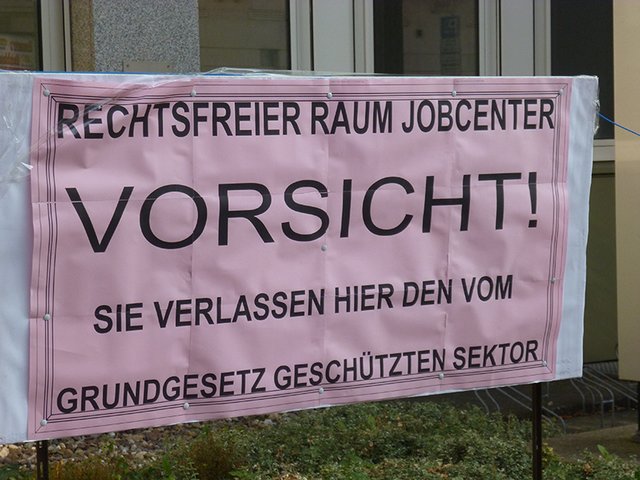 RECHTSFREIER RAUM JOBCENTER
VORSICHT!
SIE VERLASSEN HIER DEN VOM
GRUNDGESETZ GESCHÜTZTEN SEKTOR